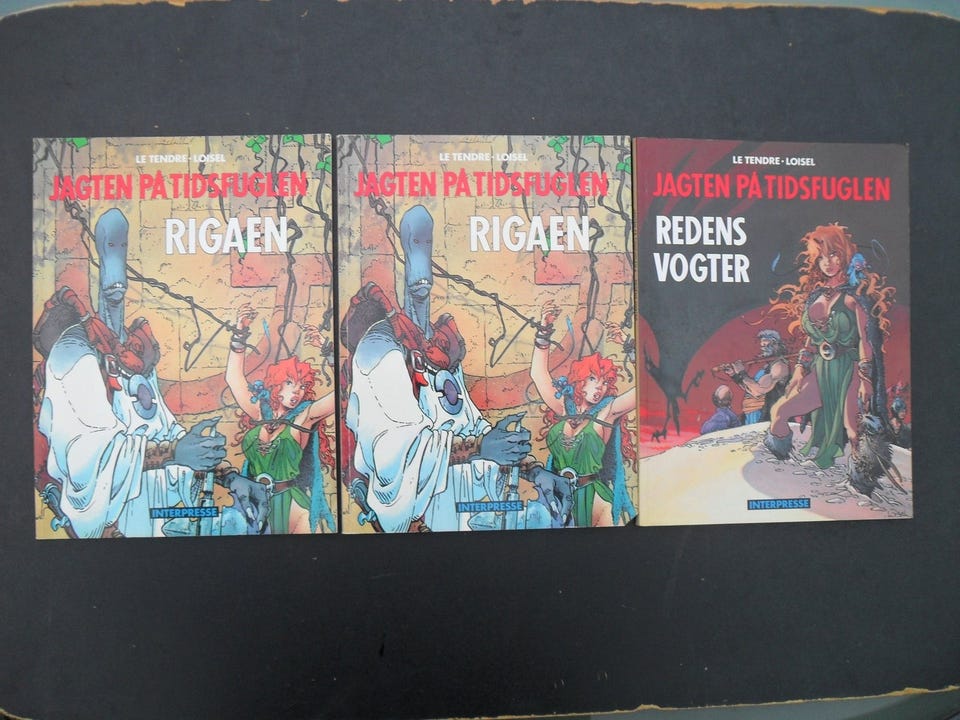 LE TENDRE · LOISEL
JAGTEN PÅ TIDSFUGLEN
RIGAEN
INTERPRESSE
LE TENDRE · LOISEL
JAGTEN PÅ TIDSFUGLEN
RIGAEN
INTERPRESSE
LE TENDRE · LOISEL
JAGTEN PÅ TIDSFUGLEN
REDENS
VOGTER
INTERPRESSE